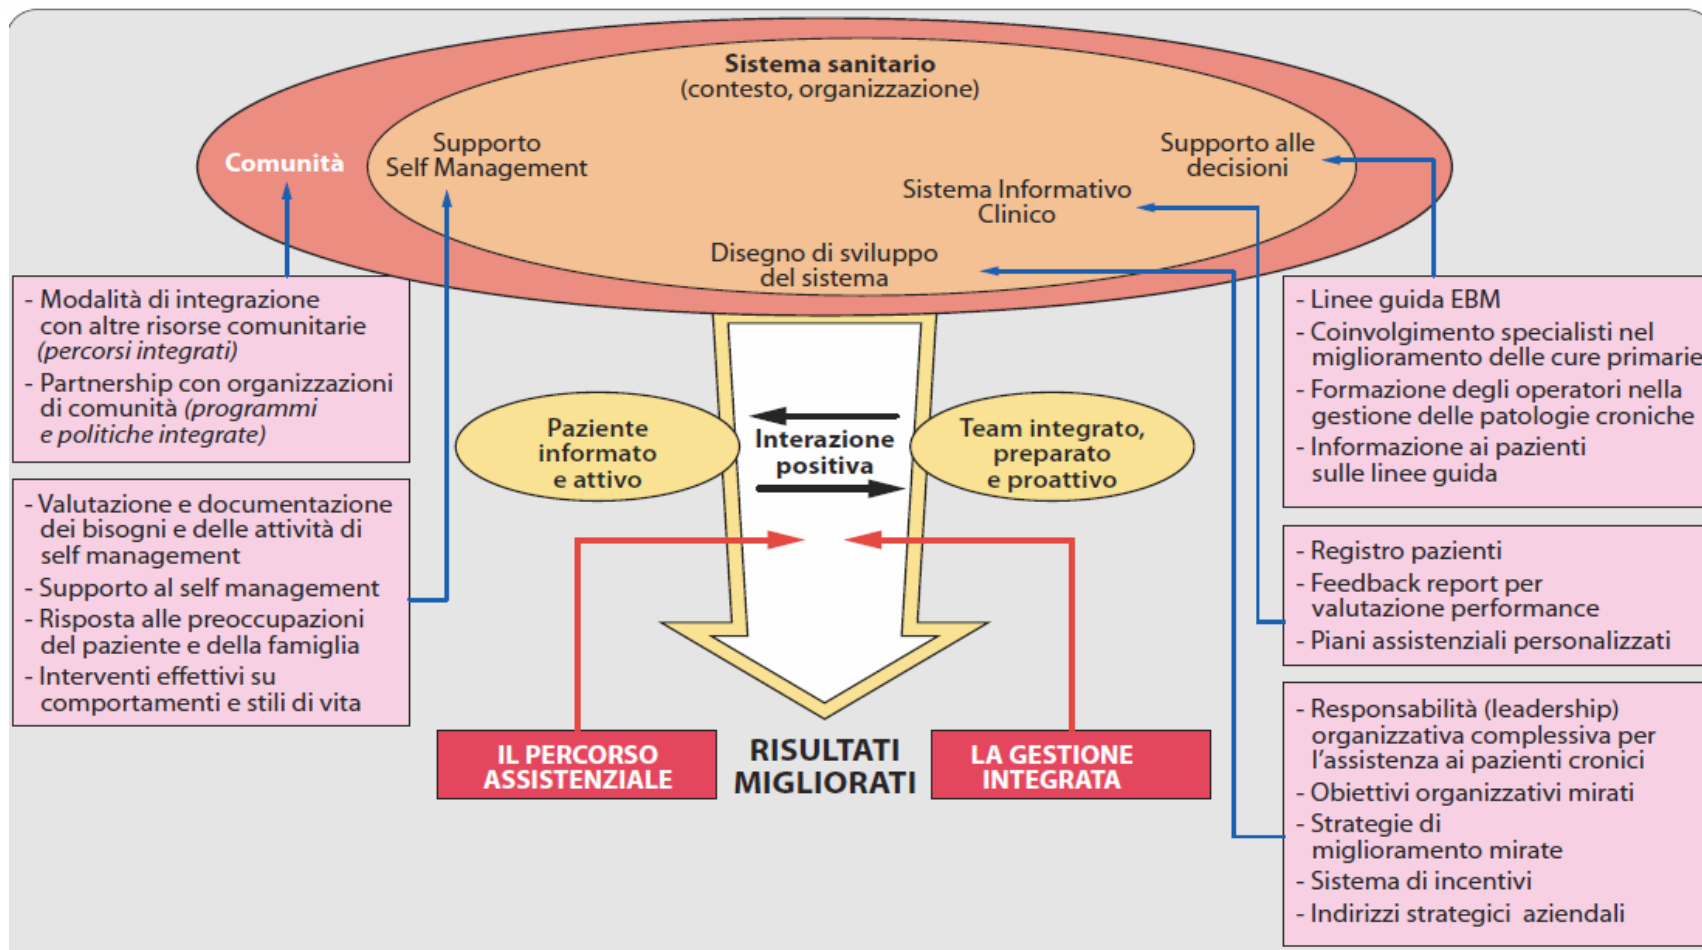 Sistema sanitario
(contesto, organizzazione)
Comunità
Supporto
Self Management
Supporto alle
decisioni
Sistema Informativo
Clinico
Disegno di sviluppo
del sistema
- Modalità di integrazione
con altre risorse comunitarie
(percorsi integrati)
- Partnership con organizzazioni
di comunità (programmi
e politiche integrate)
- Valutazione e documentazione
dei bisogni e delle attività di
self management
- Supporto al self management
- Risposta alle preoccupazioni
del paziente e della famiglia
- Interventi effettivi su
comportamenti e stili di vita
Paziente
informato
e attivo
Interazione
positiva
Team integrato,
preparato
e proattivo
IL PERCORSO
ASSISTENZIALE
RISULTATI
MIGLIORATI
LA GESTIONE
INTEGRATA
- Linee guida EBM
- Coinvolgimento specialisti nel
miglioramento delle cure primarie
- Formazione degli operatori nella
gestione delle patologie croniche
- Informazione ai pazienti
sulle linee guida
- Registro pazienti
- Feedback report per
valutazione performance
- Piani assistenziali personalizzati
- Responsabilità (leadership)
organizzativa complessiva per
l'assistenza ai pazienti cronici
- Obiettivi organizzativi mirati
- Strategie di
miglioramento mirate
- Sistema di incentivi
- Indirizzi strategici aziendali